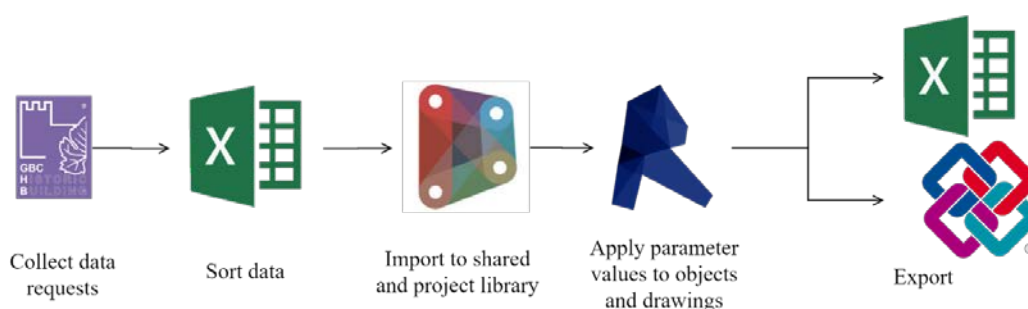 GBC
HISTORIC
BUILDING
®
X
X
®
Collect data
requests
Sort data
Import to shared
and project library
Apply parameter
values to objects
and drawings
Export